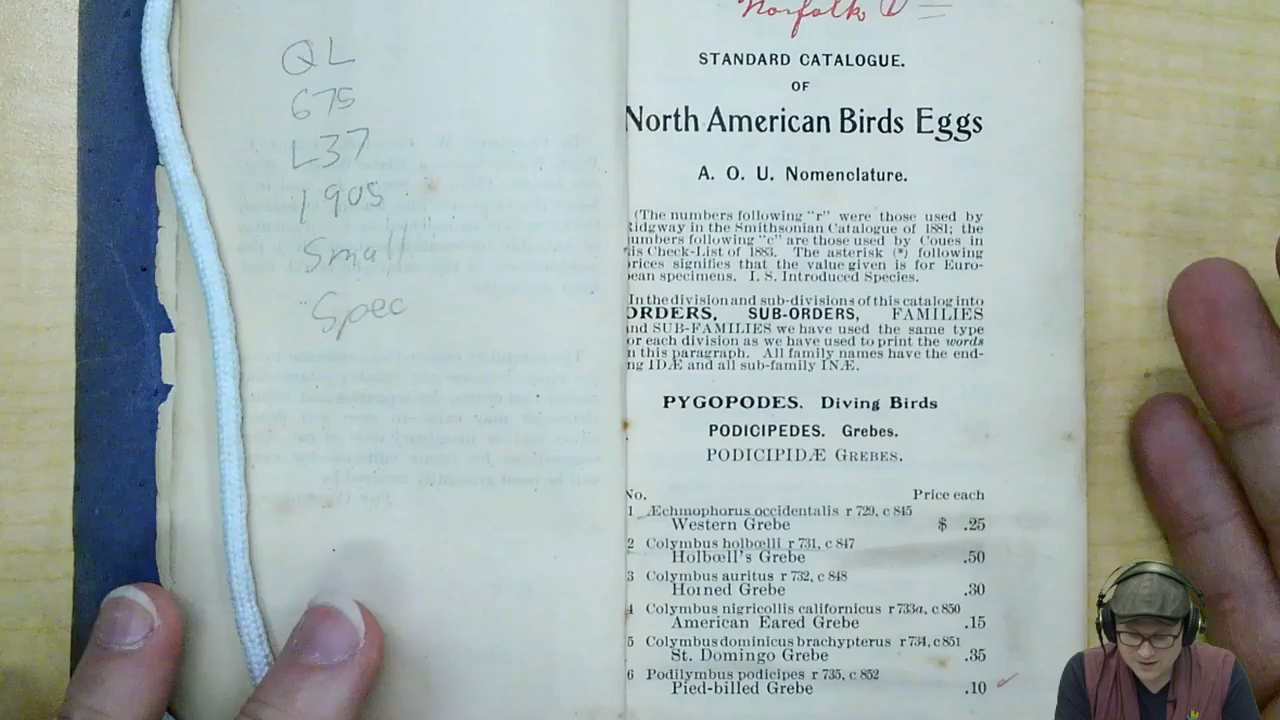 QL
675
L37
1905
Small
Spec
Norfolk
STANDARD CATALOGUE.
OF
North American Birds Eggs
A. O. U. Nomenclature.
(The numbers following "r" were those used by
Ridgway in the Smithsonian Catalogue of 1881; the
numbers following "c" are those used by Coues in
his Check-List of 1883. The asterisk (*) following
prices signifies that the value given is for Euro-
pean specimens. I. S. Introduced Species.
In the division and sub-divisions of this catalog into
ORDERS, SUB-ORDERS, FAMILIES
and SUB-FAMILIES we have used the same type
for each division as we have used to print the words
in this paragraph. All family names have the end-
ing IDÆ and all sub-family INÆ.
PYGOPODES. Diving Birds
PODICIPEDES. Grebes.
PODICIPIDÆ GREBES.
No. Price each
1 Æchmophorus occidentalis r 729, c 845
Western Grebe $ .25
2 Columbus holbœlli r 731, c 847
Holbœll's Grebe .50
3 Columbus auritus r 732, c 848
Horned Grebe .30
4 Columbus nigricollis californicus r 733a, c 850
American Eared Grebe .15
5 Columbus dominicus brachypterus r 734, c 851
St. Domingo Grebe .35
6 Podilymbus podicipes r 735, c 852
Pied-billed Grebe .10